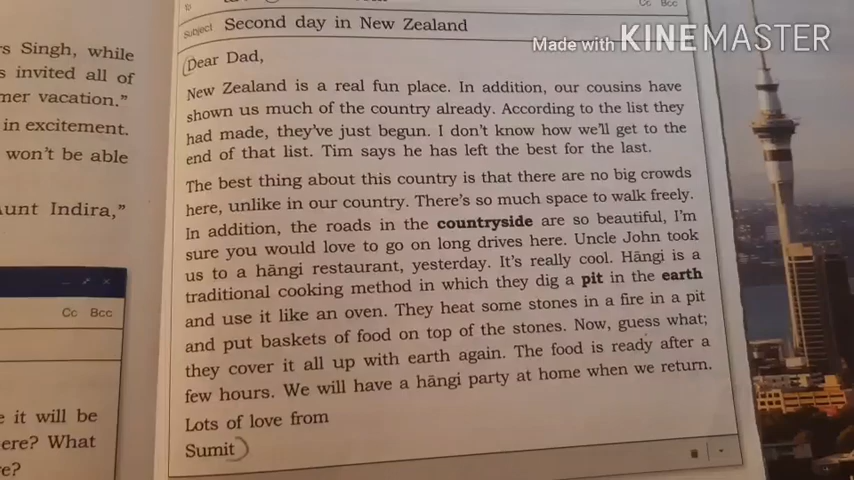 to
Cc Bcc
Subject Second day in New Zealand
Made with KINEMASTER
Dear Dad,
New Zealand is a real fun place. In addition, our cousins have
shown us much of the country already. According to the list they
had made, they've just begun. I don't know how we'll get to the
end of that list. Tim says he has left the best for the last.
The best thing about this country is that there are no big crowds
here, unlike in our country. There's so much space to walk freely.
In addition, the roads in the countryside are so beautiful, I'm
sure you would love to go on long drives here. Uncle John took
us to a hāngi restaurant, yesterday. It's really cool. Hāngi is a
traditional cooking method in which they dig a pit in the earth
and use it like an oven. They heat some stones in a fire in a pit
and put baskets of food on top of the stones. Now, guess what;
they cover it all up with earth again. The food is ready after a
few hours. We will have a hāngi party at home when we return.
Lots of love from
Sumit
rs Singh, while
s invited all of
mer vacation."
in excitement.
won't be able
unt Indira,"
Cc Bcc
e it will be
ere? What
re?